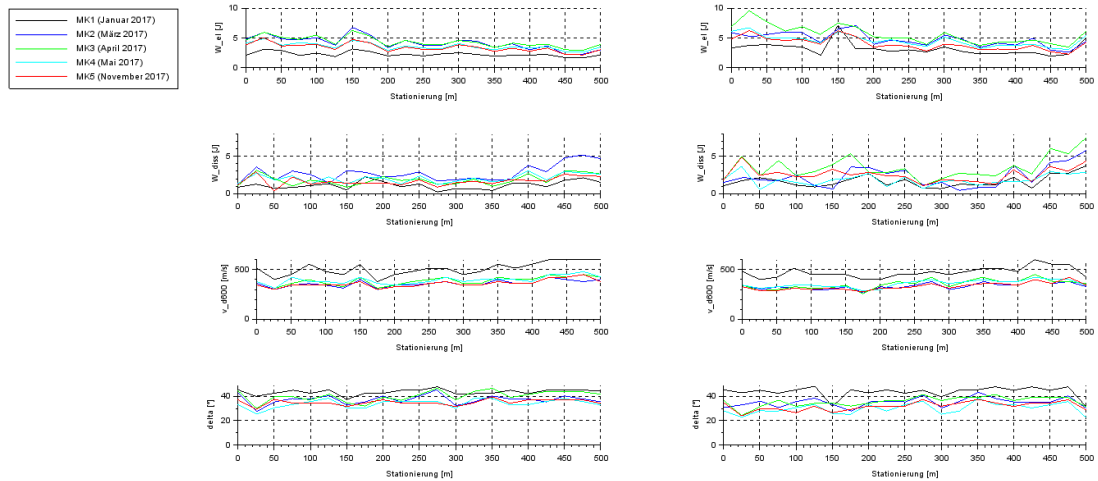 MK1 (Januar 2017)
MK2 (März 2017)
MK3 (April 2017)
MK4 (Mai 2017)
MK5 (November 2017)
10
5
0
W_el [J]
0 50 100 150 200 250 300 350 400 450 500
Stationierung [m]
10
5
0
W_el [J]
0 50 100 150 200 250 300 350 400 450 500
Stationierung [m]
5
0
W_diss [J]
0 50 100 150 200 250 300 350 400 450 500
Stationierung [m]
5
0
W_diss [J]
0 50 100 150 200 250 300 350 400 450 500
Stationierung [m]
500
0
v_d600 [m/s]
0 50 100 150 200 250 300 350 400 450 500
Stationierung [m]
500
0
v_d600 [m/s]
0 50 100 150 200 250 300 350 400 450 500
Stationierung [m]
40
20
0
delta [°]
0 50 100 150 200 250 300 350 400 450 500
Stationierung [m]
40
20
0
delta [°]
0 50 100 150 200 250 300 350 400 450 500
Stationierung [m]